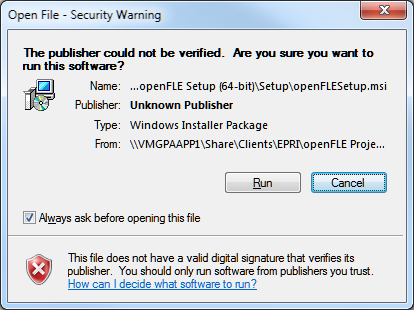 Open File - Security Warning
The publisher could not be verified. Are you sure you want to
run this software?
Name: ...openFLE Setup (64-bit)\Setup\openFLESetup.msi
Publisher: Unknown Publisher
Type: Windows Installer Package
From: \\VMGPAAPP1\Share\Clients\EPRI\openFLE Proje...
Run Cancel
Always ask before opening this file
This file does not have a valid digital signature that verifies its
publisher. You should only run software from publishers you trust.
How can I decide what software to run?